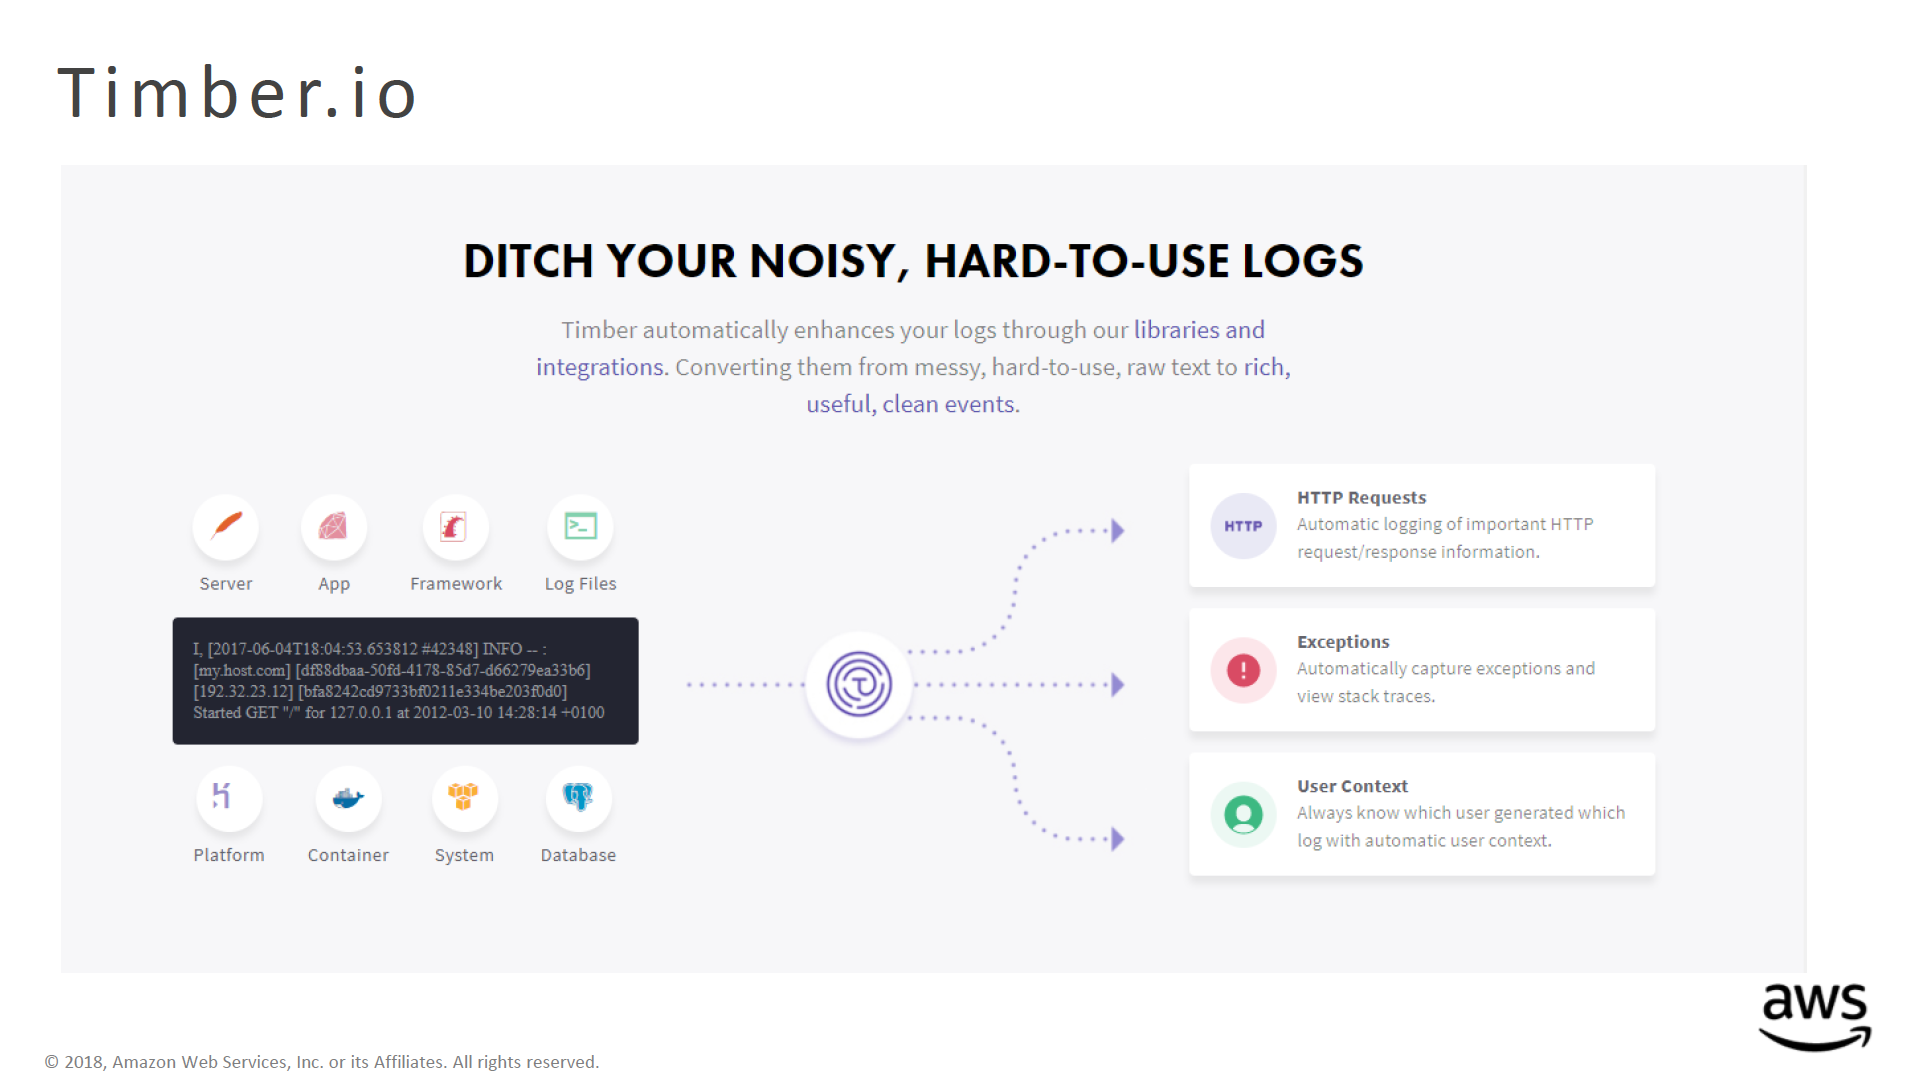 Timber.io
DITCH YOUR NOISY, HARD-TO-USE LOGS
Timber automatically enhances your logs through our libraries and
integrations. Converting them from messy, hard-to-use, raw text to rich,
useful, clean events.
Server
App
Framework
Log Files
I, [2017-06-04T18:04:53.653812 #42348] INFO -- :
[my.host.com] [df88dbaa-50fd-4178-85d7-d66279ea33b6]
[192.32.23.12] [bfa8242cd9733bf0211e334be203f0d0]
Started GET "/" for 127.0.0.1 at 2012-03-10 14:28:14 +0100
Platform
Container
System
Database
HTTP
HTTP Requests
Automatic logging of important HTTP
request/response information.
Exceptions
Automatically capture exceptions and
view stack traces.
User Context
Always know which user generated which
log with automatic user context.
aws
© 2018, Amazon Web Services, Inc. or its Affiliates. All rights reserved.